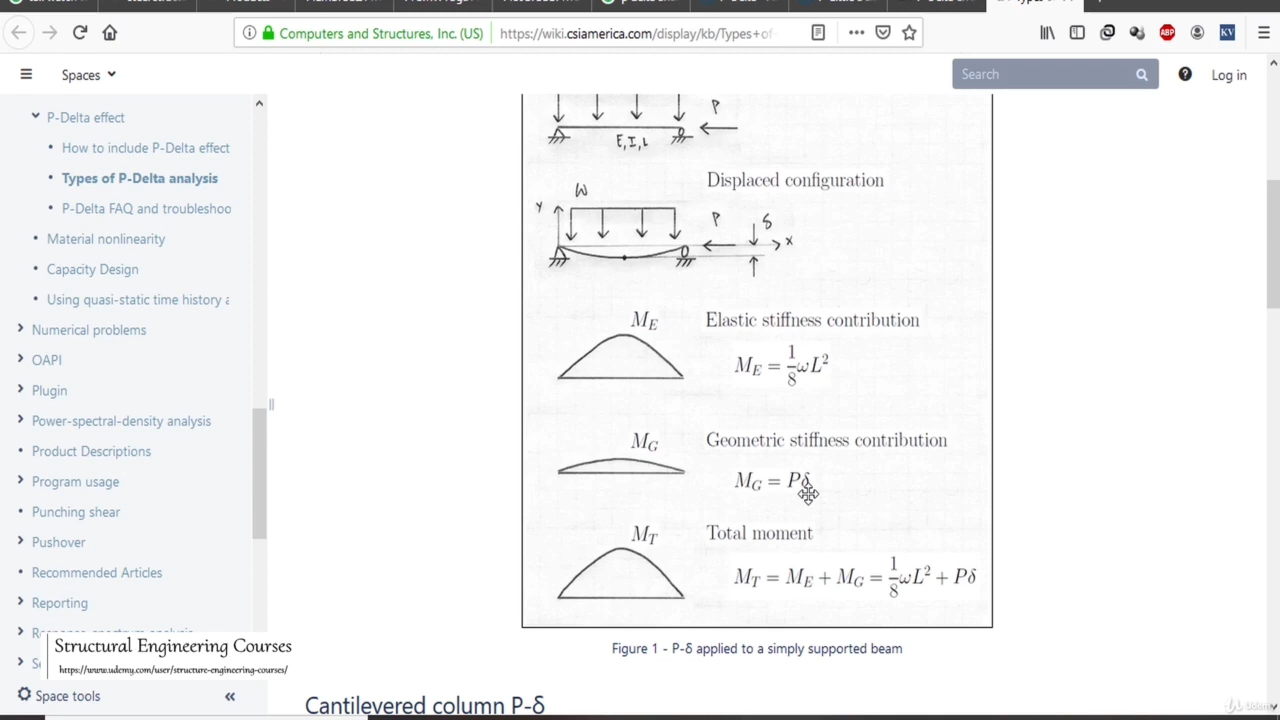 Computers and Structures, Inc. (US)
https://wiki.csiamerica.com/display/kb/Types+of+
ABP
KV
Spaces
Search
Log in
P-Delta effect
How to include P-Delta effect
Types of P-Delta analysis
P-Delta FAQ and troubleshoo
Material nonlinearity
Capacity Design
Using quasi-static time history a
Numerical problems
OAPI
Plugin
Power-spectral-density analysis
Product Descriptions
Program usage
Punching shear
Pushover
Recommended Articles
Reporting
Space tools
P
E, I, L
Displaced configuration
W
Y
P
δ
X
M_E
Elastic stiffness contribution
M_E = 1/8 ωL²
M_G
Geometric stiffness contribution
M_G = Pδ
M_T
Total moment
M_T = M_E + M_G = 1/8 ωL² + Pδ
Figure 1 - P-δ applied to a simply supported beam
Cantilevered column P-δ
Structural Engineering Courses
https://www.udemy.com/user/structure-engineering-courses/
Udemy